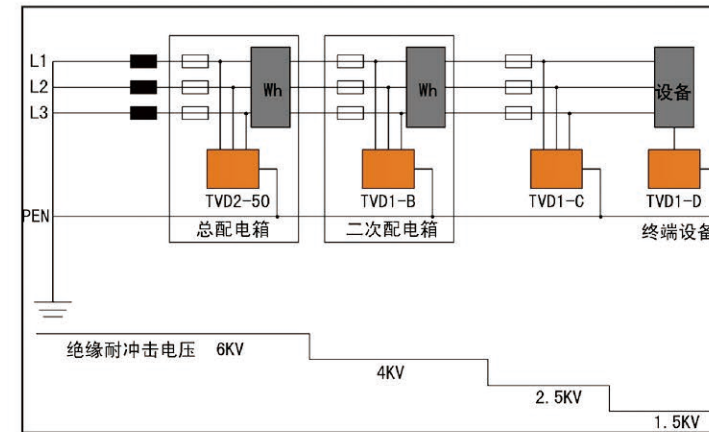 L1
L2
L3
Wh
Wh
设备
TVD2-50
TVD1-B
TVD1-C
TVD1-D
PEN
总配电箱
二次配电箱
终端设备
绝缘耐冲击电压 6KV
4KV
2.5KV
1.5KV